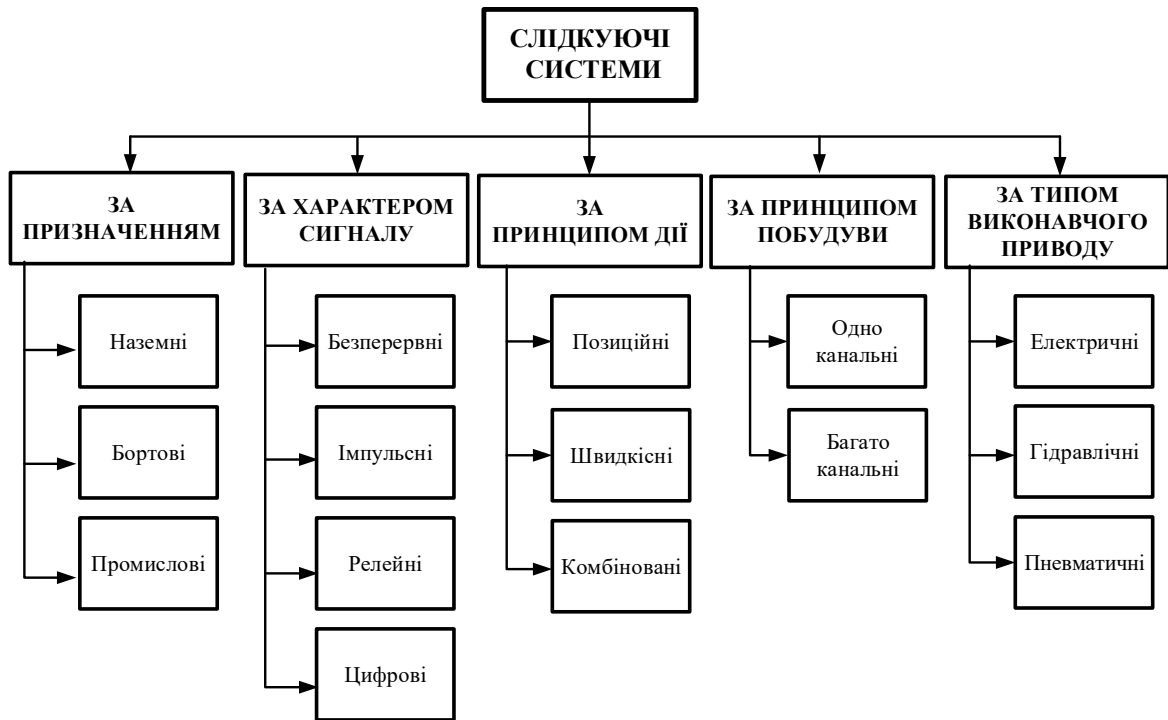 СЛІДКУЮЧІ
СИСТЕМИ
ЗА
ПРИЗНАЧЕННЯМ
Наземні
Бортові
Промислові
ЗА ХАРАКТЕРОМ
СИГНАЛУ
Безперервні
Імпульсні
Релейні
Цифрові
ЗА
ПРИНЦИПОМ ДІЇ
Позиційні
Швидкісні
Комбіновані
ЗА ПРИНЦИПОМ
ПОБУДУВИ
Одно
канальні
Багато
канальні
ЗА ТИПОМ
ВИКОНАВЧОГО
ПРИВОДУ
Електричні
Гідравлічні
Пневматичні